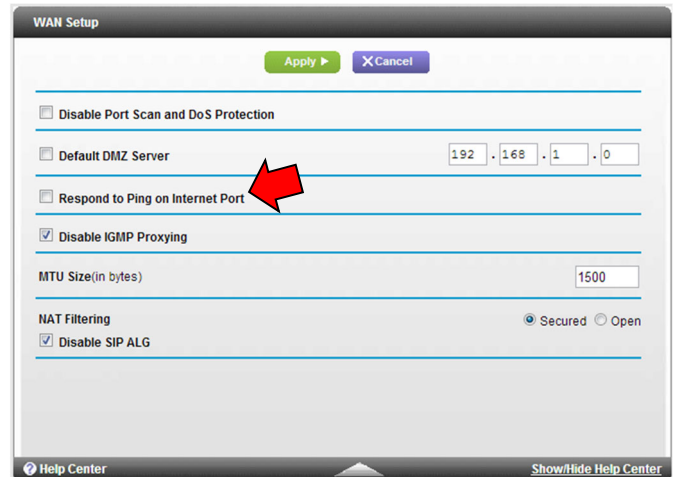 WAN Setup
Apply ▶ X Cancel
Disable Port Scan and DoS Protection
Default DMZ Server 192 . 168 . 1 . 0
Respond to Ping on Internet Port
Disable IGMP Proxying
MTU Size(in bytes) 1500
NAT Filtering Secured Open
Disable SIP ALG
? Help Center Show/Hide Help Center